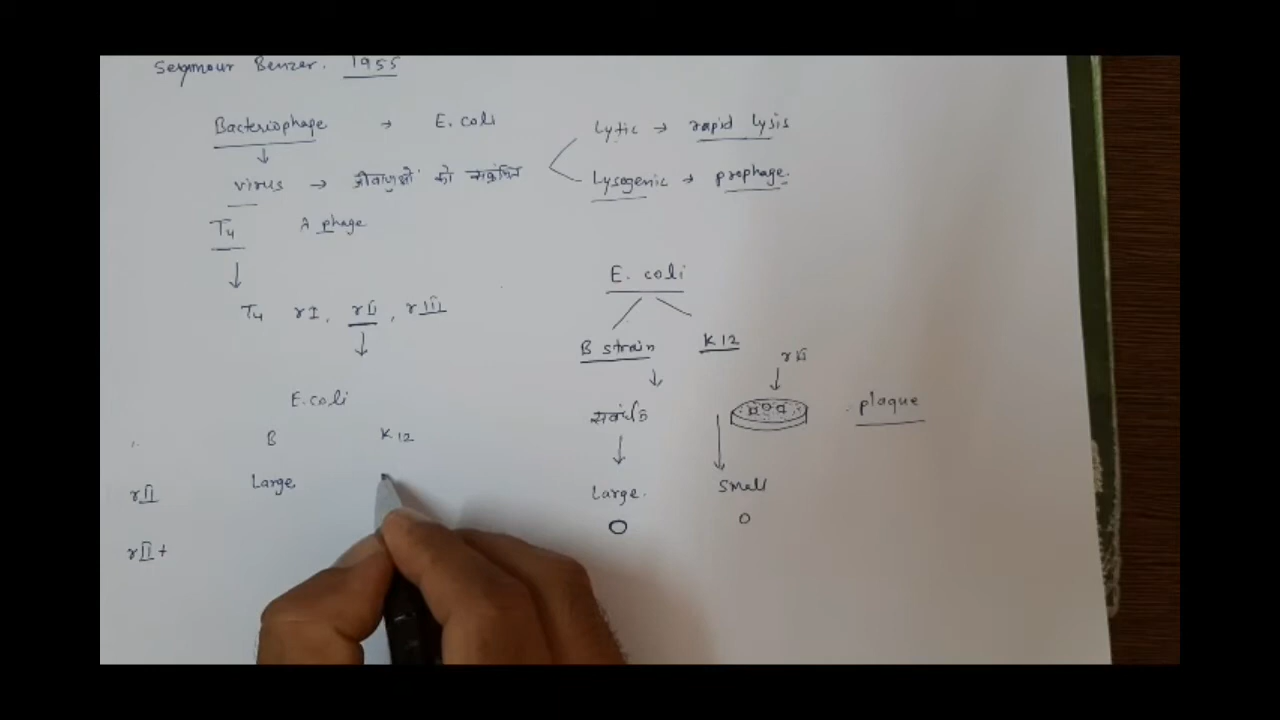 Seymour Benzer. 1955
Bacteriophage → E. coli
Lytic → rapid lysis
virus → जीवाणुओं को संक्रमित
Lysogenic → prophage.
T4 λ phage
E. coli
T4 rI, rII, rIII
B strain K12
rII
E.coli
संवर्धित
plaque
B K12
rII Large
Large. Small
rII+